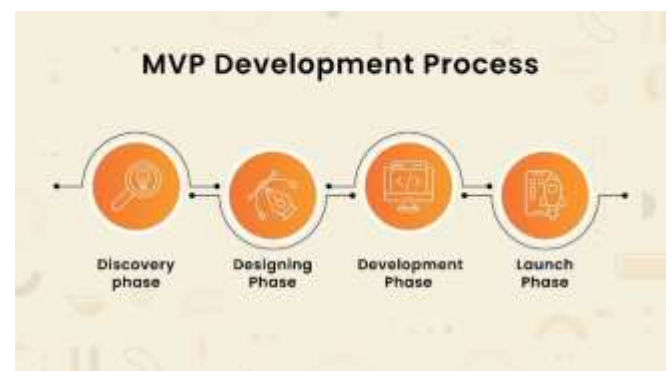 MVP Development Process
Discovery
phase
Designing
Phase
Development
Phase
Launch
Phase